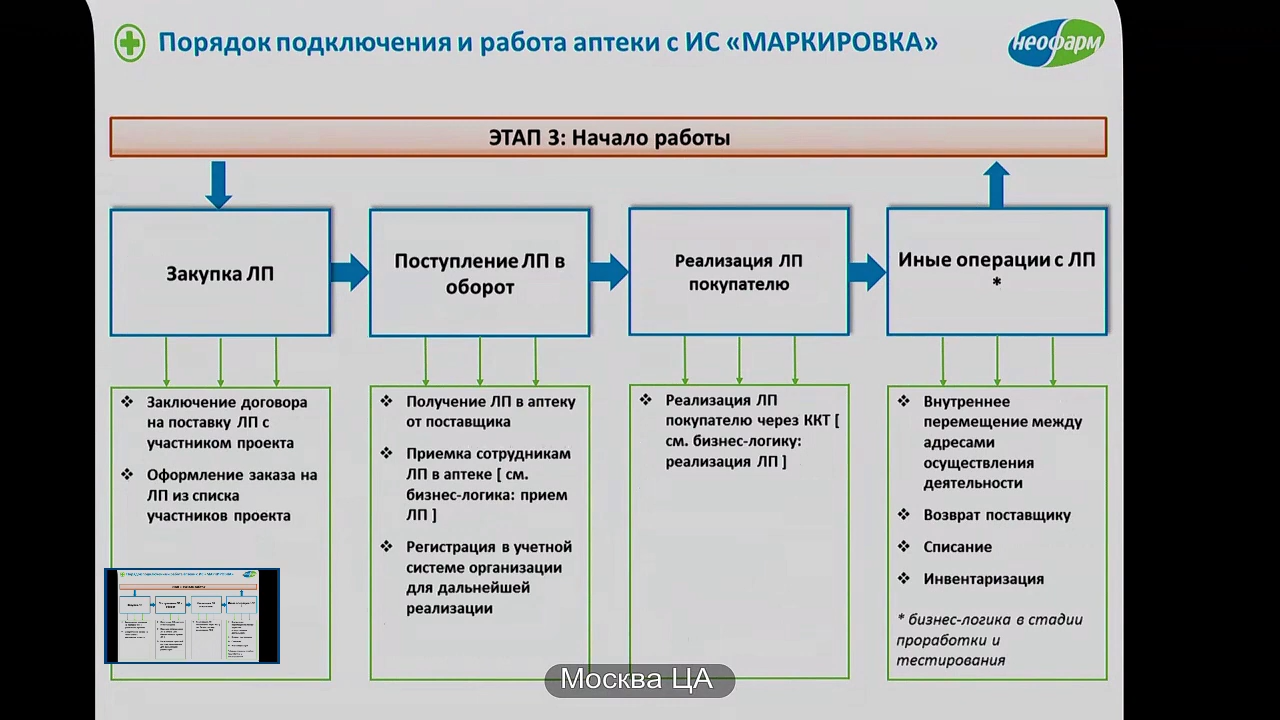 Порядок подключения и работа аптеки с ИС «МАРКИРОВКА»
неофарм
ЭТАП 3: Начало работы
Закупка ЛП
Поступление ЛП в
оборот
Реализация ЛП
покупателю
Иные операции с ЛП
*
❖ Заключение договора
на поставку ЛП с
участником проекта
❖ Оформление заказа на
ЛП из списка
участников проекта
❖ Получение ЛП в аптеку
от поставщика
❖ Приемка сотрудникам
ЛП в аптеке [ см.
бизнес-логика: прием
ЛП ]
❖ Регистрация в учетной
системе организации
для дальнейшей
реализации
❖ Реализация ЛП
покупателю через ККТ [
см. бизнес-логику:
реализация ЛП ]
❖ Внутреннее
перемещение между
адресами
осуществления
деятельности
❖ Возврат поставщику
❖ Списание
❖ Инвентаризация
* бизнес-логика в стадии
проработки и
тестирования
Москва ЦА